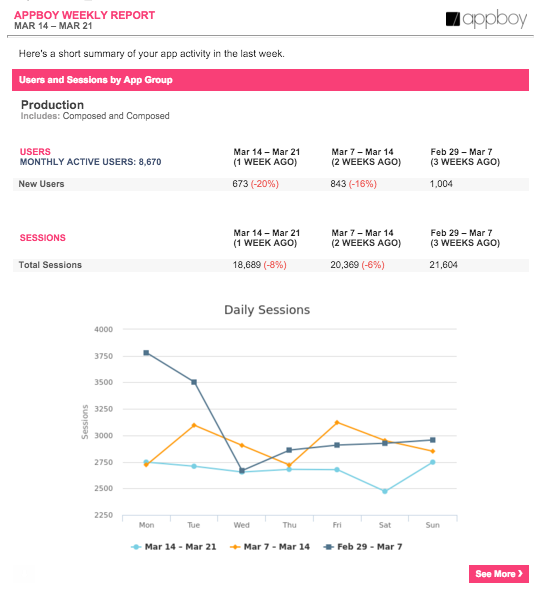 APPBOY WEEKLY REPORT
MAR 14 – MAR 21
appboy
Here's a short summary of your app activity in the last week.
Users and Sessions by App Group
Production
Includes: Composed and Composed
USERS
MONTHLY ACTIVE USERS: 8,670
Mar 14 – Mar 21
(1 WEEK AGO)
Mar 7 – Mar 14
(2 WEEKS AGO)
Feb 29 – Mar 7
(3 WEEKS AGO)
New Users 673 (-20%) 843 (-16%) 1,004
SESSIONS
Mar 14 – Mar 21
(1 WEEK AGO)
Mar 7 – Mar 14
(2 WEEKS AGO)
Feb 29 – Mar 7
(3 WEEKS AGO)
Total Sessions 18,689 (-8%) 20,369 (-6%) 21,604
Daily Sessions
Sessions
4000
3750
3500
3250
3000
2750
2500
2250
Mon Tue Wed Thu Fri Sat Sun
Mar 14 - Mar 21 Mar 7 - Mar 14 Feb 29 - Mar 7
See More ❯